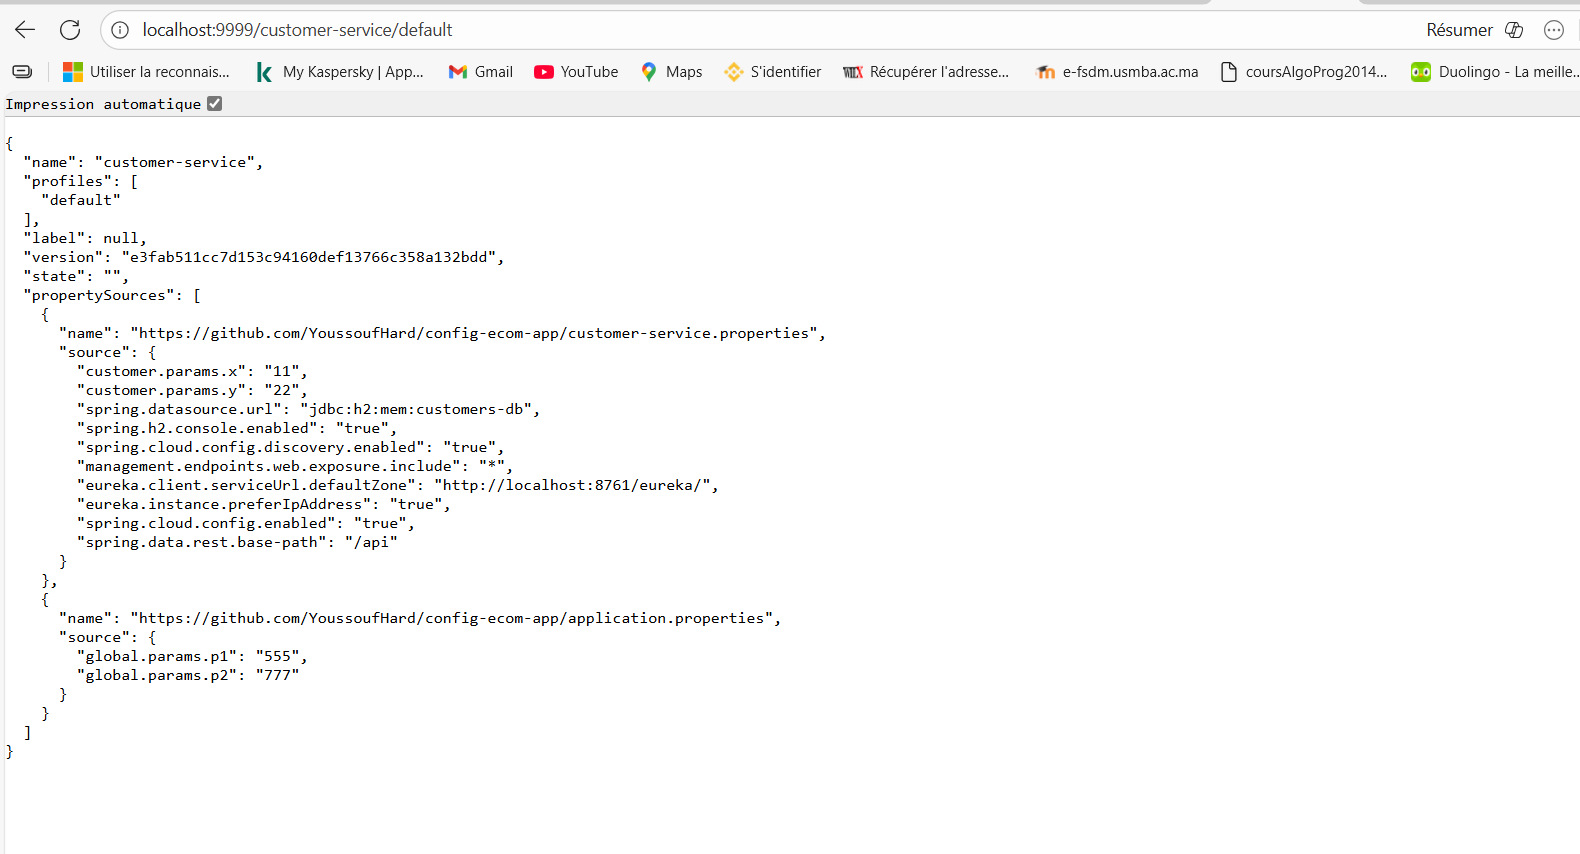 localhost:9999/customer-service/default
Résumer
Utiliser la reconnais...
My Kaspersky | App...
Gmail
YouTube
Maps
S'identifier
Récupérer l'adresse...
e-fsdm.usmba.ac.ma
coursAlgoProg2014...
Duolingo - La meille...
Impression automatique
{
  "name": "customer-service",
  "profiles": [
    "default"
  ],
  "label": null,
  "version": "e3fab511cc7d153c94160def13766c358a132bdd",
  "state": "",
  "propertySources": [
    {
      "name": "https://github.com/YoussoufHard/config-ecom-app/customer-service.properties",
      "source": {
        "customer.params.x": "11",
        "customer.params.y": "22",
        "spring.datasource.url": "jdbc:h2:mem:customers-db",
        "spring.h2.console.enabled": "true",
        "spring.cloud.config.discovery.enabled": "true",
        "management.endpoints.web.exposure.include": "*",
        "eureka.client.serviceUrl.defaultZone": "http://localhost:8761/eureka/",
        "eureka.instance.preferIpAddress": "true",
        "spring.cloud.config.enabled": "true",
        "spring.data.rest.base-path": "/api"
      }
    },
    {
      "name": "https://github.com/YoussoufHard/config-ecom-app/application.properties",
      "source": {
        "global.params.p1": "555",
        "global.params.p2": "777"
      }
    }
  ]
}